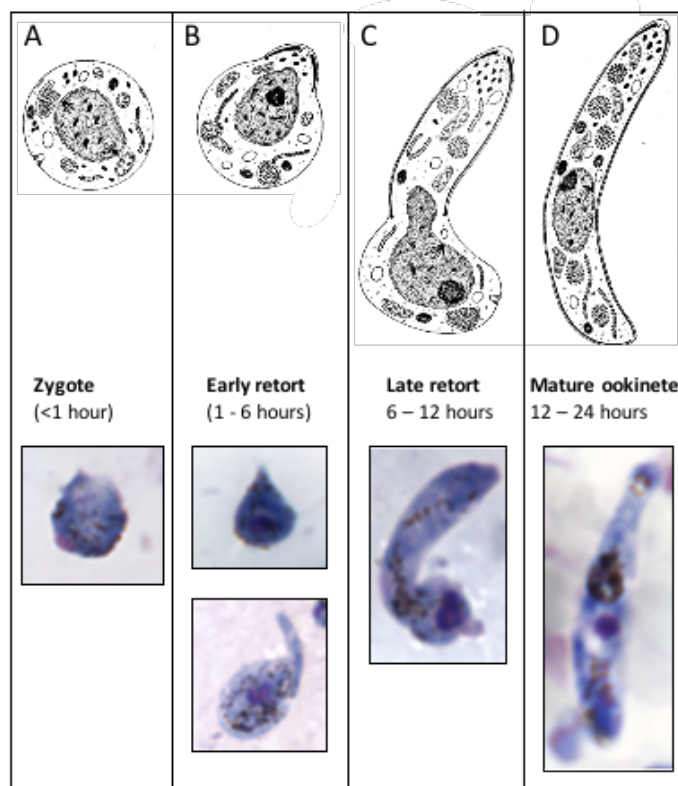 A
B
C
D
Zygote
(<1 hour)
Early retort
(1 - 6 hours)
Late retort
6 – 12 hours
Mature ookinete
12 – 24 hours